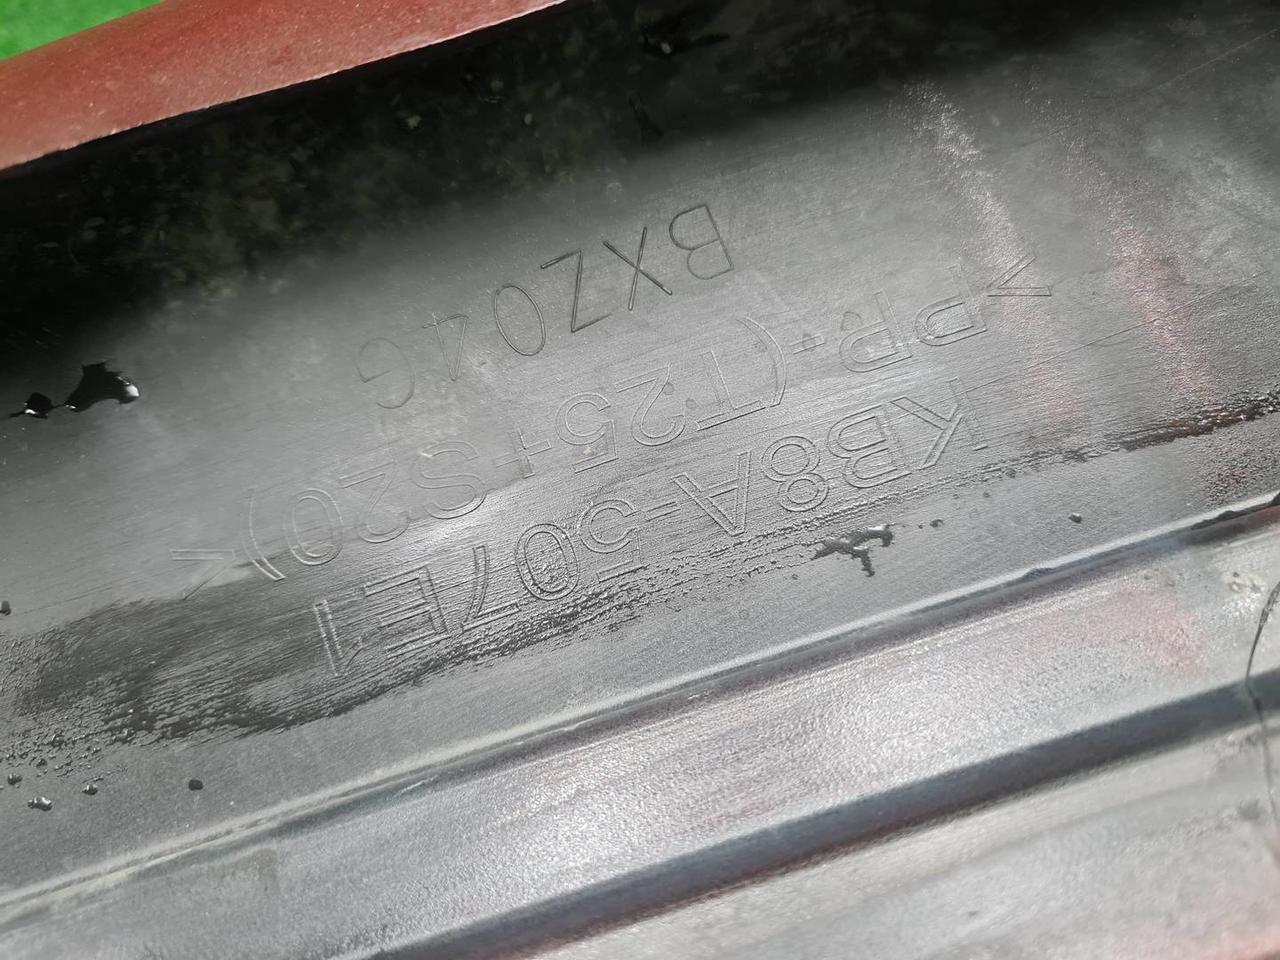 KB8A-507E1
>PP-(T25+S20)<
BXZ04G